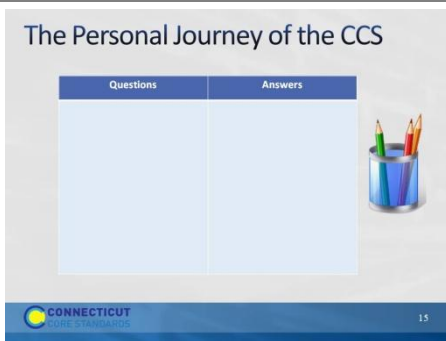 The Personal Journey of the CCS
Questions Answers
CONNECTICUT
CORE STANDARDS
15